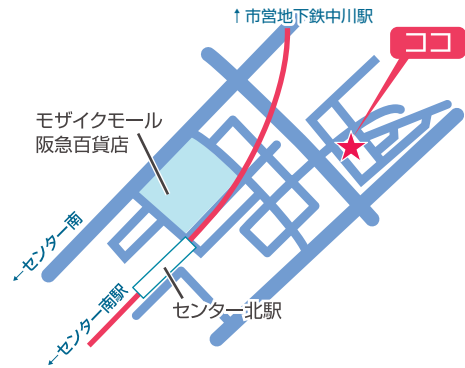 ↑市営地下鉄中川駅
ココ
モザイクモール
阪急百貨店
←センター南
←センター南駅
センター北駅